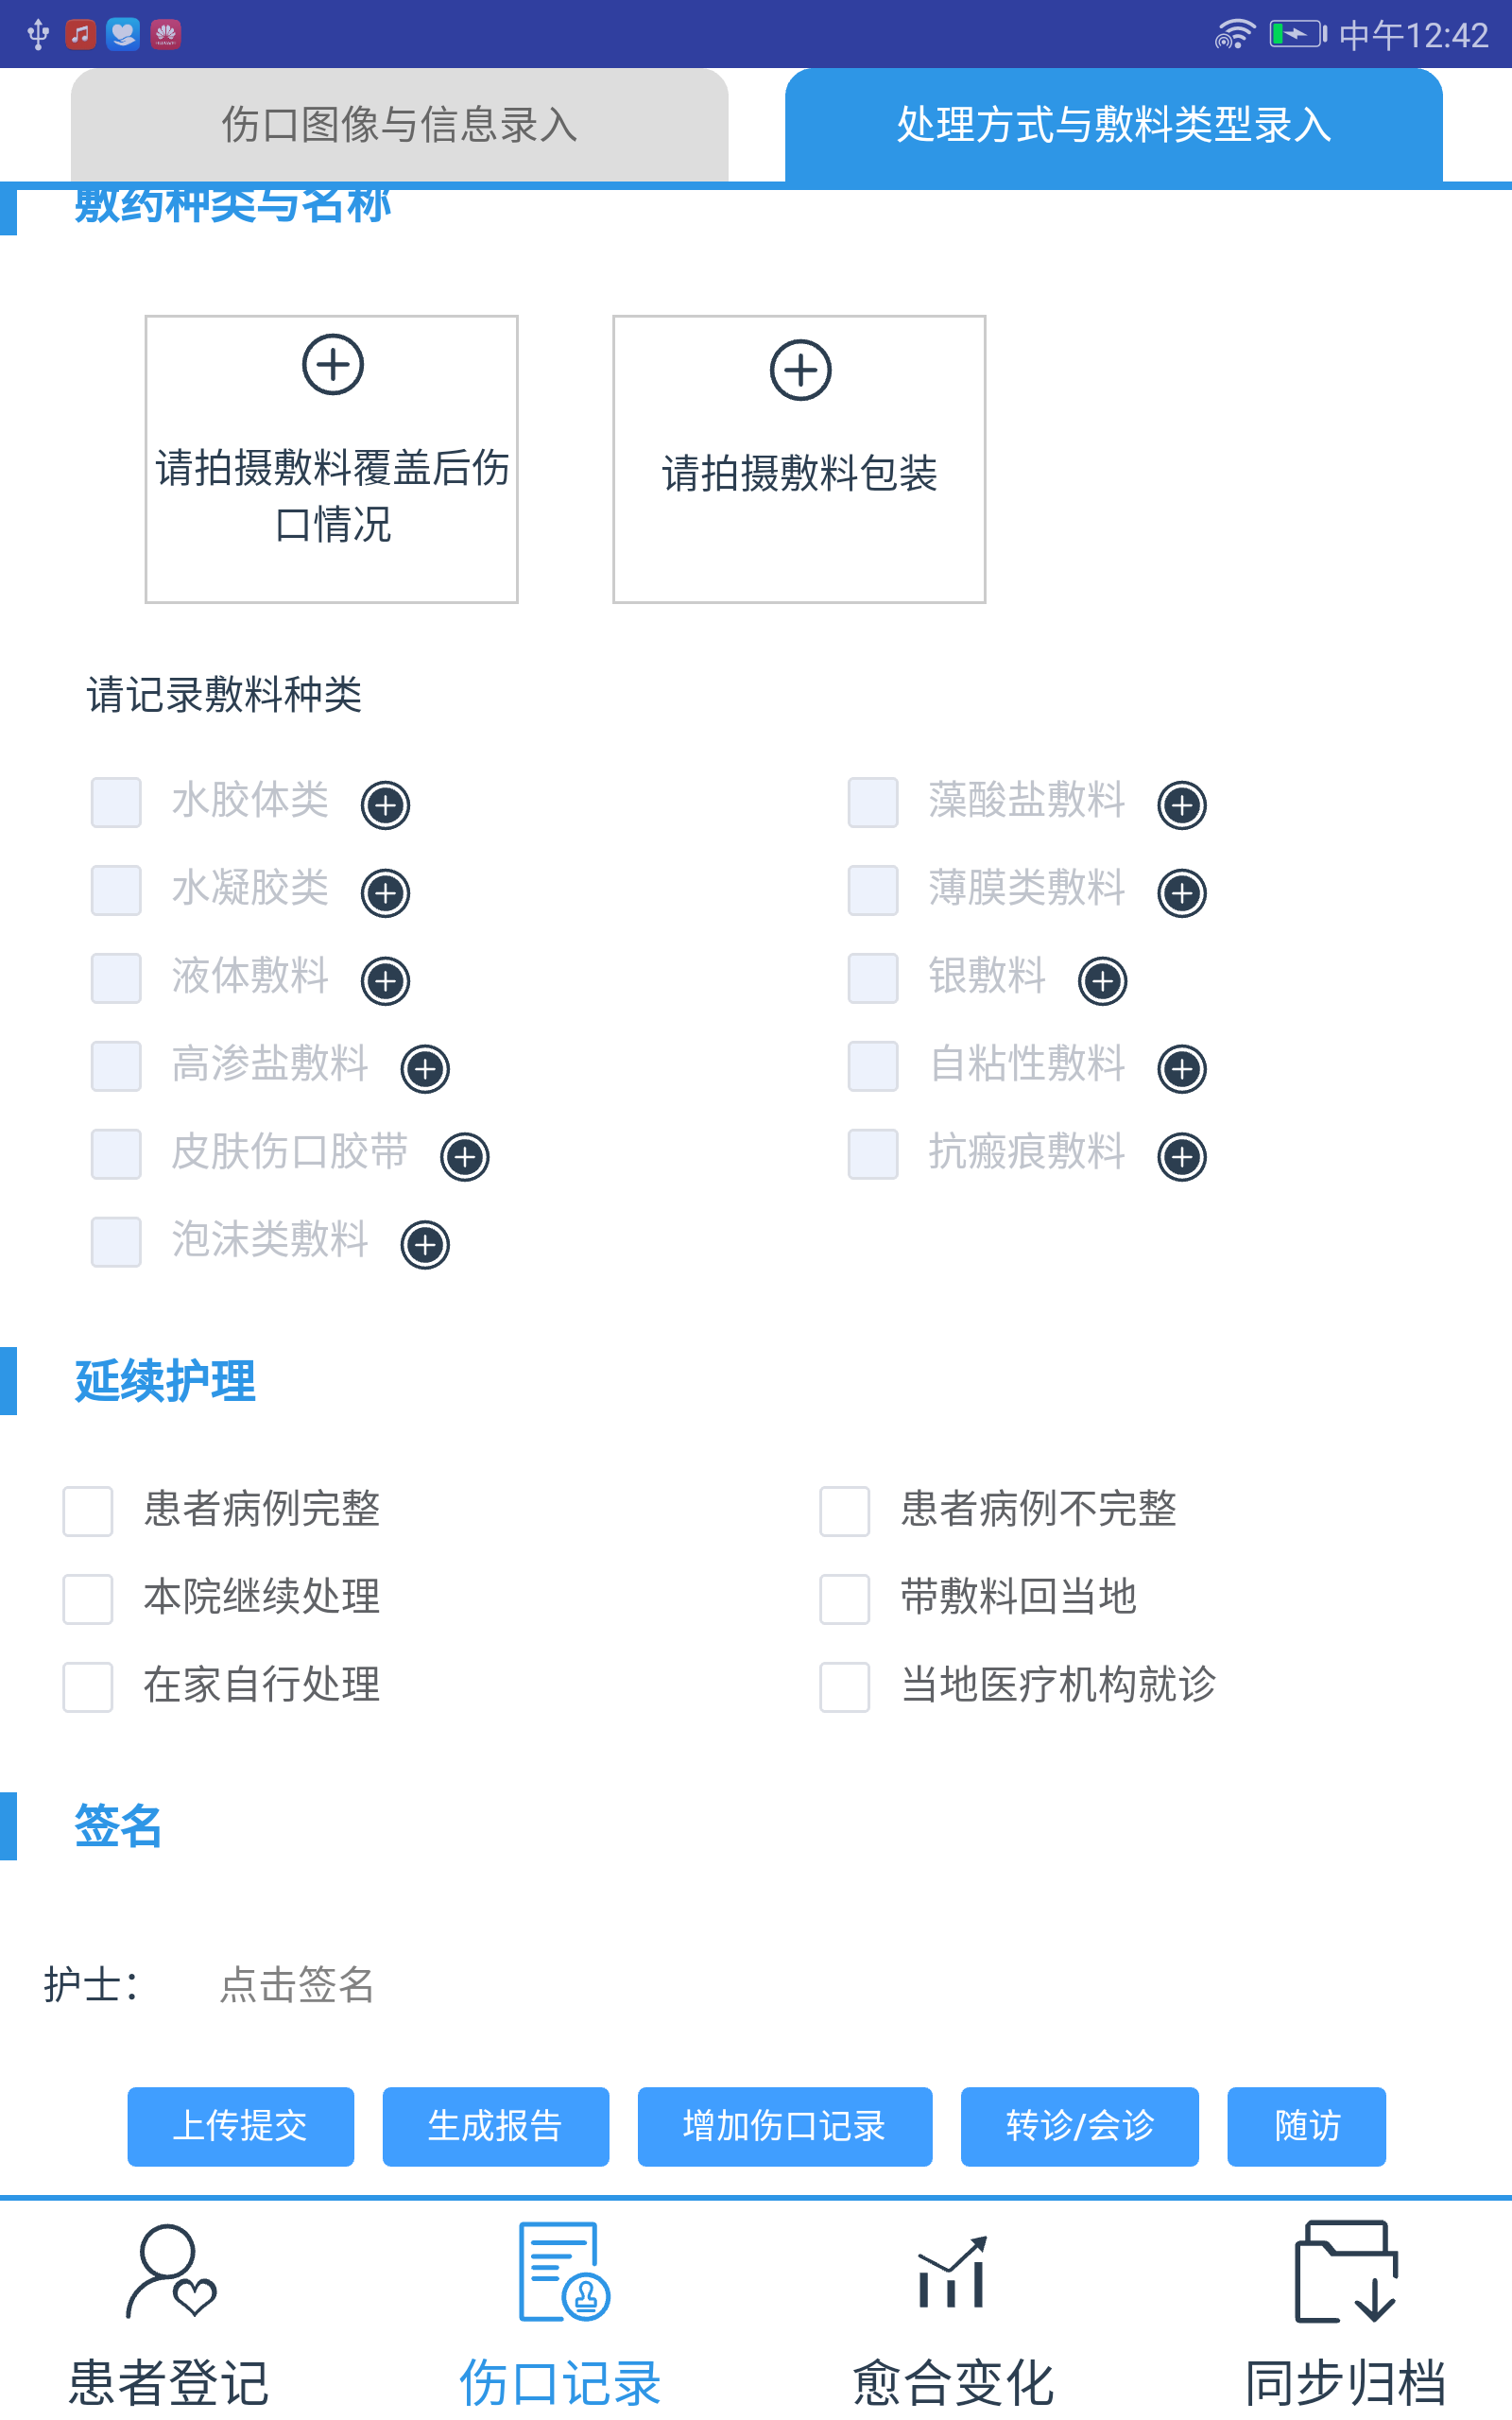 中午12:42
伤口图像与信息录入
处理方式与敷料类型录入
敷药种类与名称
请拍摄敷料覆盖后伤
口情况
请拍摄敷料包装
请记录敷料种类
水胶体类
藻酸盐敷料
水凝胶类
薄膜类敷料
液体敷料
银敷料
高渗盐敷料
自粘性敷料
皮肤伤口胶带
抗瘢痕敷料
泡沫类敷料
延续护理
患者病例完整
患者病例不完整
本院继续处理
带敷料回当地
在家自行处理
当地医疗机构就诊
签名
护士：
点击签名
上传提交
生成报告
增加伤口记录
转诊/会诊
随访
患者登记
伤口记录
愈合变化
同步归档